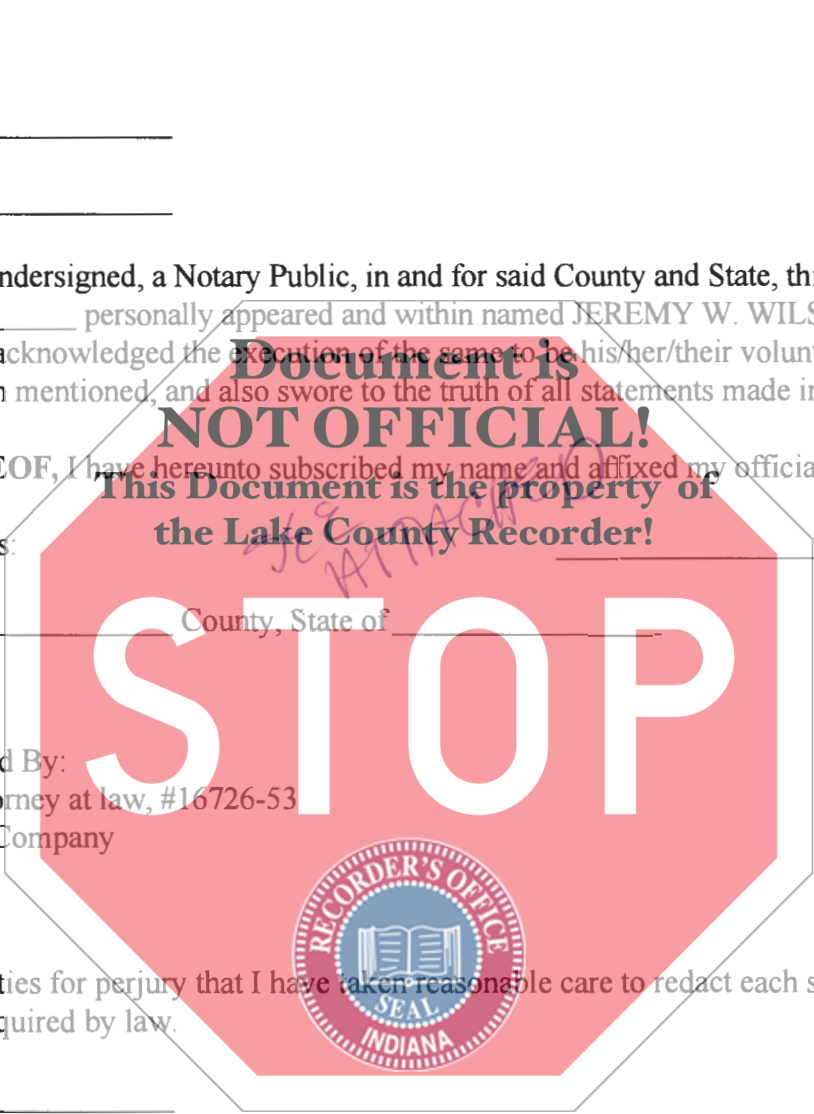 ndersigned, a Notary Public, in and for said County and State, thi
personally appeared and within named JEREMY W. WILS
acknowledged the execution of the same to be his/her/their volunt
Document is
n mentioned, and also swore to the truth of all statements made in
NOT OFFICIAL!
EOF, I have hereunto subscribed my name and affixed my officia
This Document is the property of
the Lake County Recorder!
SEE
ATTACHED
s:
County, State of
STOP
d By:
orney at law, #16726-53
Company
RECORDER'S OFFICE
SEAL
INDIANA
ties for perjury that I have taken reasonable care to redact each s
quired by law.